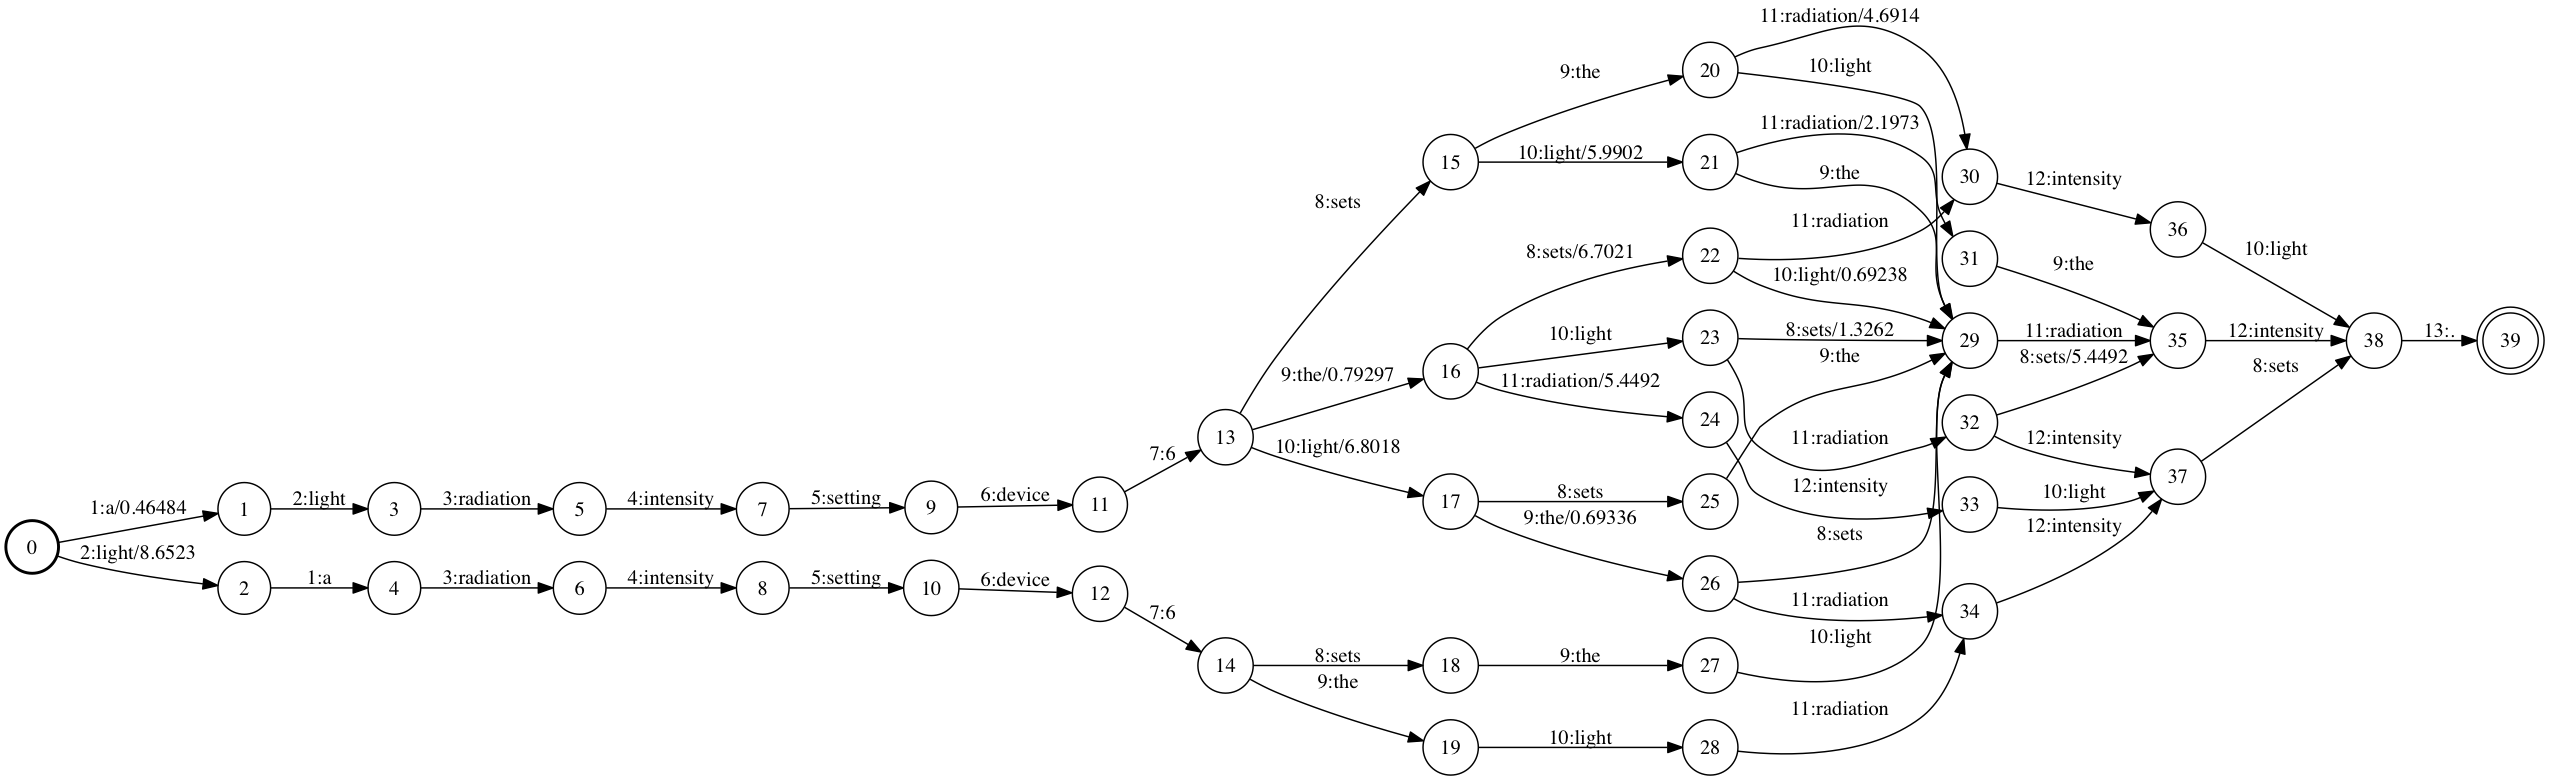 11:radiation/4.6914
20
9:the
10:light
11:radiation/2.1973
15
10:light/5.9902
21
9:the
30
12:intensity
8:sets
11:radiation
36
8:sets/6.7021
22
10:light/0.69238
31
9:the
10:light
10:light
23
8:sets/1.3262
29
11:radiation
35
12:intensity
38
13:.
39
9:the
8:sets/5.4492
8:sets
9:the/0.79297
16
11:radiation/5.4492
24
32
12:intensity
13
11:radiation
10:light/6.8018
7:6
37
12:intensity
10:light
1:a/0.46484
1
2:light
3
3:radiation
5
4:intensity
7
5:setting
9
6:device
11
17
8:sets
25
33
9:the/0.69336
8:sets
12:intensity
0
2:light/8.6523
2
1:a
4
3:radiation
6
4:intensity
8
5:setting
10
6:device
12
26
11:radiation
34
7:6
10:light
14
8:sets
18
9:the
27
9:the
11:radiation
19
10:light
28